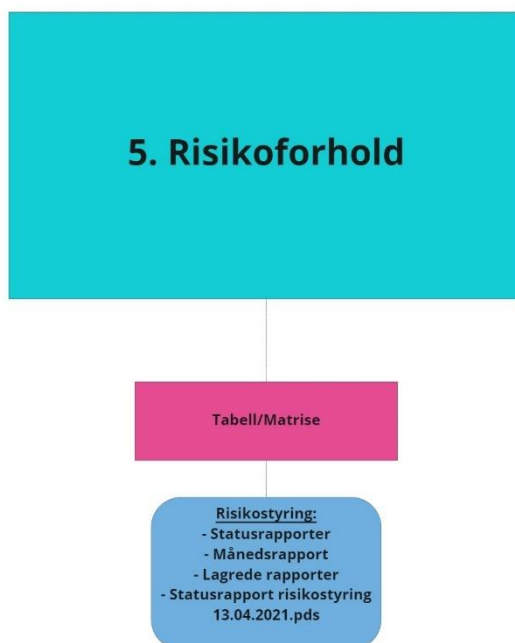 5. Risikoforhold
Tabell/Matrise
Risikostyring:
- Statusrapporter
- Månedsrapport
- Lagrede rapporter
- Statusrapport risikostyring
13.04.2021.pds